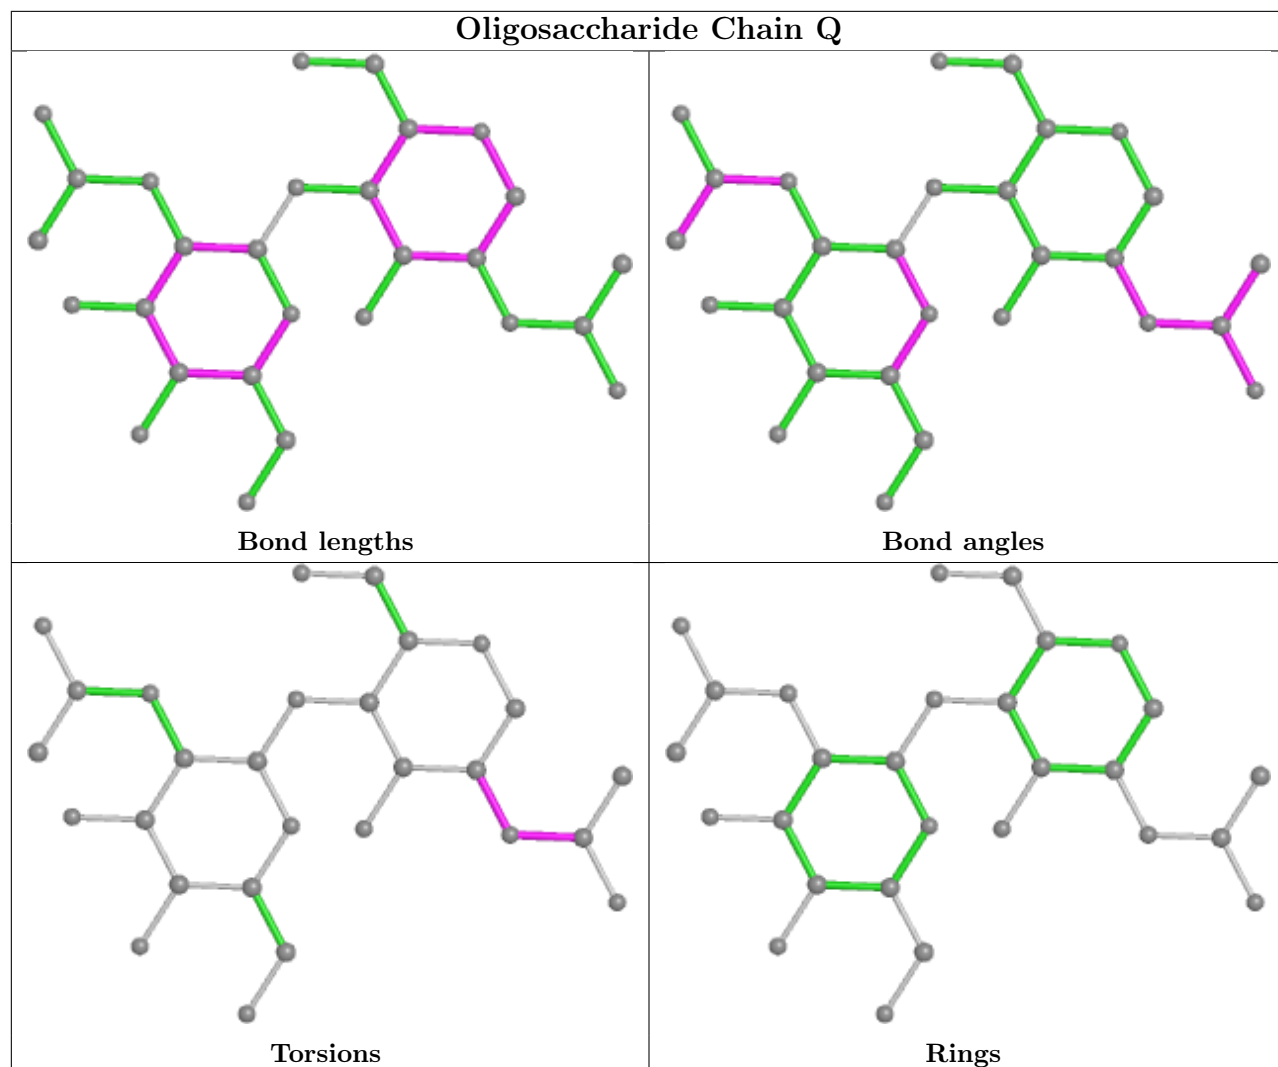 Oligosaccharide Chain Q
Bond lengths
Bond angles
Torsions
Rings